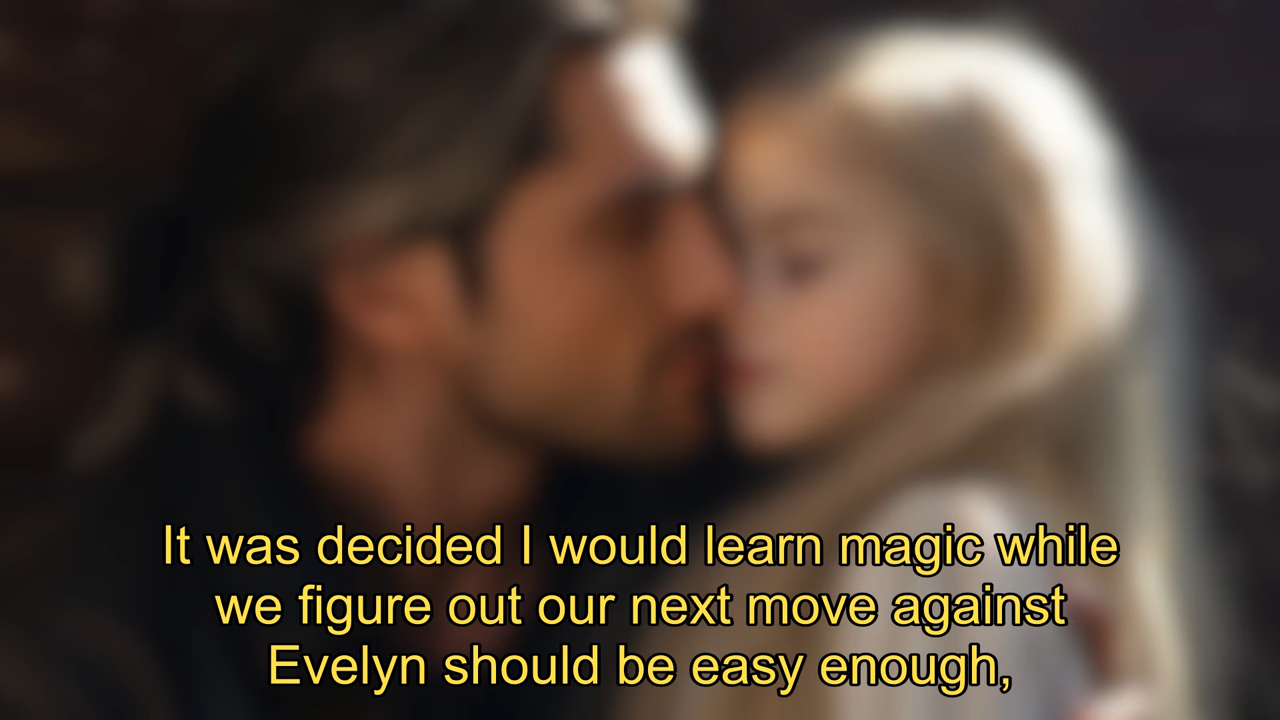 It was decided I would learn magic while
we figure out our next move against
Evelyn should be easy enough,